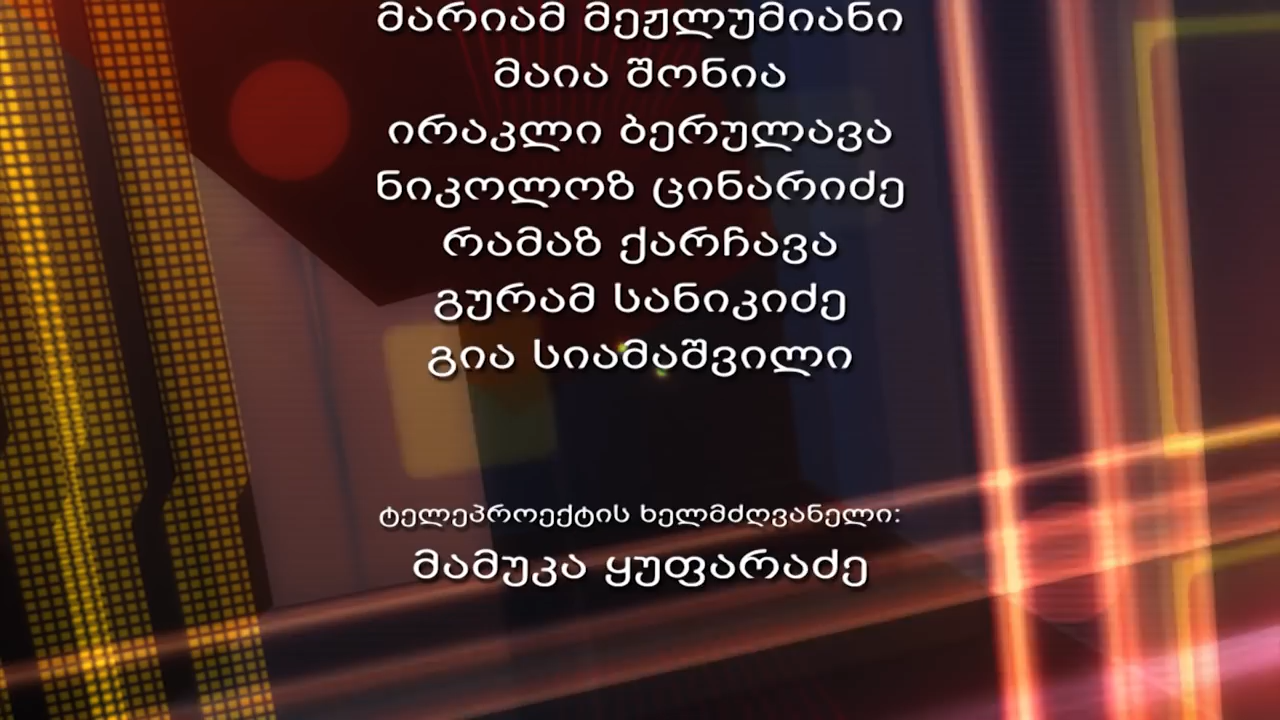 მარიამ მეჟლუმიანი
მაია შონია
ირაკლი ბერულავა
ნიკოლოზ ცინარიძე
რამაზ ქარჩავა
გურამ სანიკიძე
გია სიამაშვილი
ტელეპროექტის ხელმძღვანელი:
მამუკა ყუფარაძე